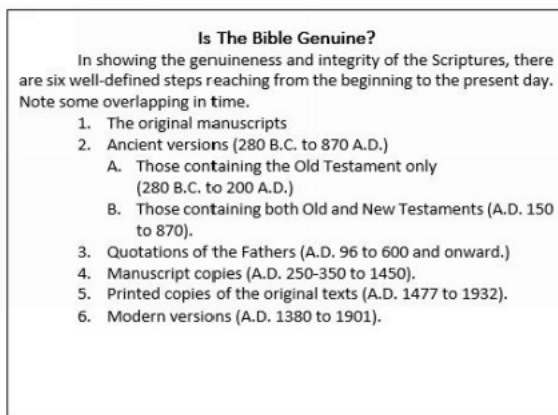 Is The Bible Genuine?
In showing the genuineness and integrity of the Scriptures, there
are six well-defined steps reaching from the beginning to the present day.
Note some overlapping in time.
1. The original manuscripts
2. Ancient versions (280 B.C. to 870 A.D.)
A. Those containing the Old Testament only
(280 B.C. to 200 A.D.)
B. Those containing both Old and New Testaments (A.D. 150
to 870).
3. Quotations of the Fathers (A.D. 96 to 600 and onward.)
4. Manuscript copies (A.D. 250-350 to 1450).
5. Printed copies of the original texts (A.D. 1477 to 1932).
6. Modern versions (A.D. 1380 to 1901).